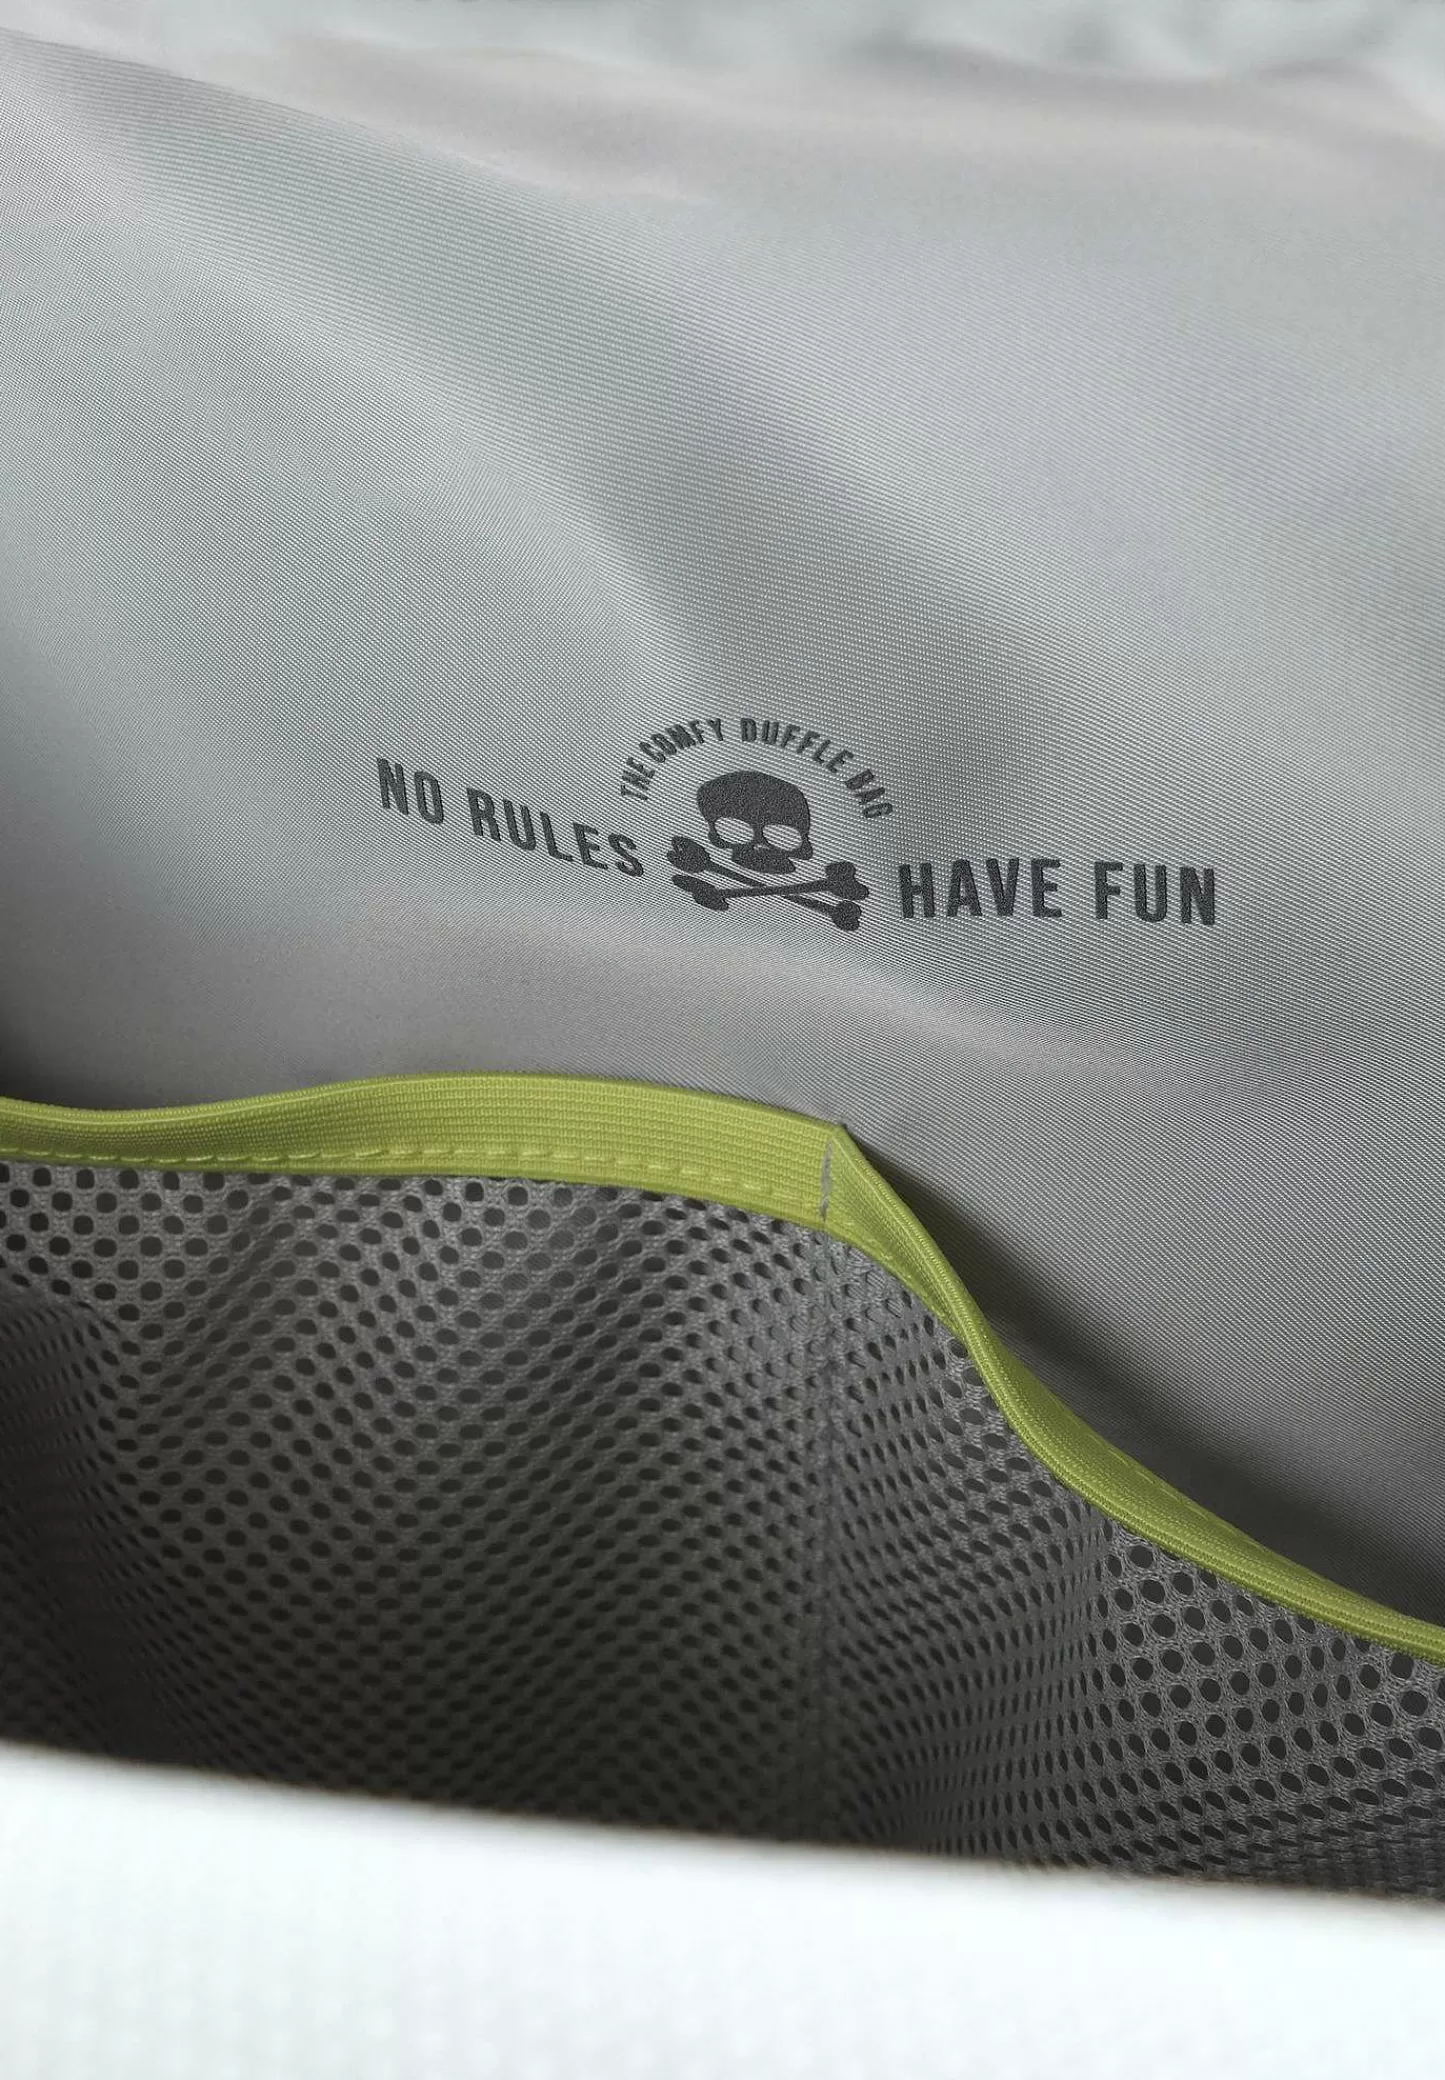 THE COMFY DUFFLE BAG
NO RULES HAVE FUN